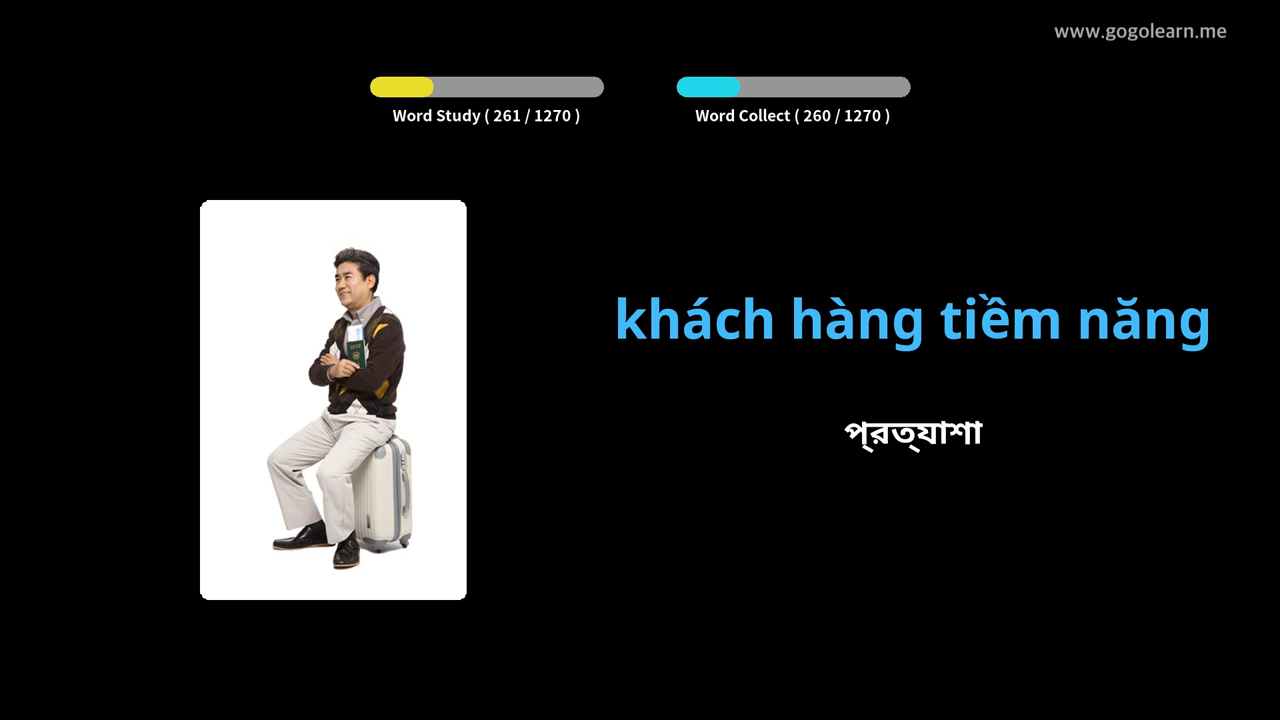 www.gogolearn.me
Word Study ( 261 / 1270 )
Word Collect ( 260 / 1270 )
khách hàng tiềm năng
প্রত্যাশা